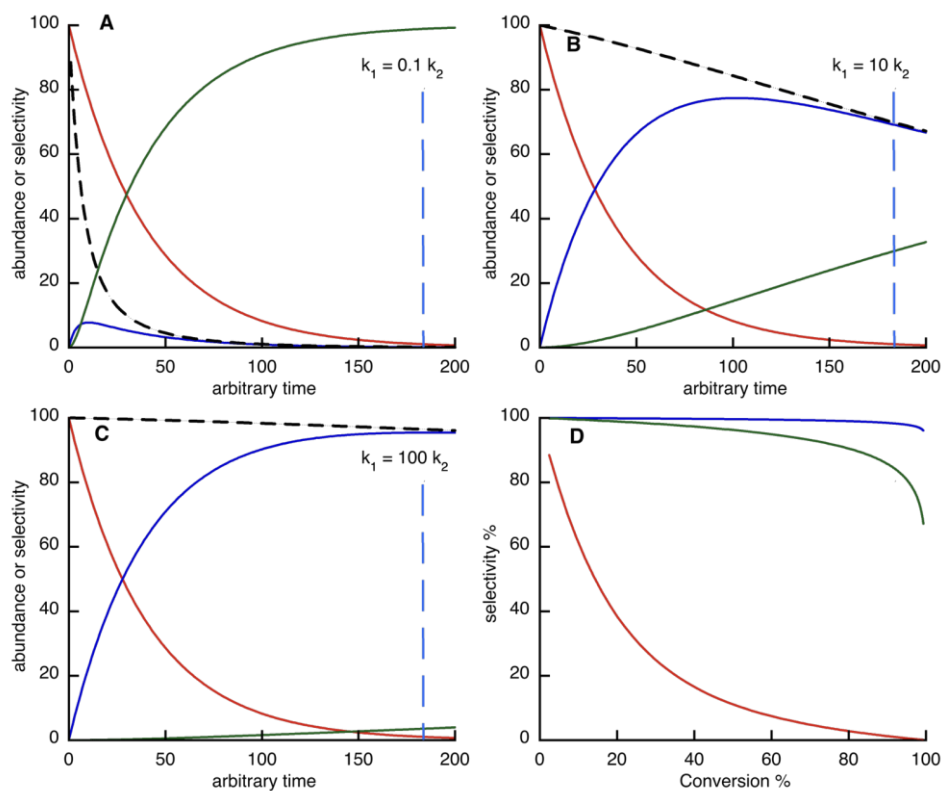 A
k1 = 0.1 k2
abundance or selectivity
100
80
60
40
20
0
0 50 100 150 200
arbitrary time
B
k1 = 10 k2
abundance or selectivity
100
80
60
40
20
0
0 50 100 150 200
arbitrary time
C
k1 = 100 k2
abundance or selectivity
100
80
60
40
20
0
0 50 100 150 200
arbitrary time
D
selectivity %
100
80
60
40
20
0
0 20 40 60 80 100
Conversion %